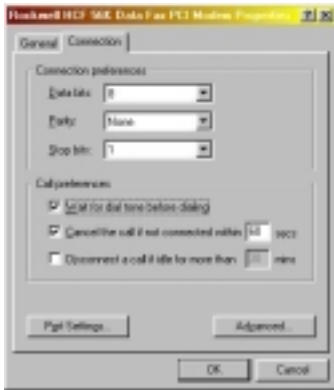 Rockwell HCF 56K Data Fax PCI Modem Properties ? X
General Connection
Connection preferences
Data bits: 8
Parity: None
Stop bits: 1
Call preferences
Wait for dial tone before dialing
Cancel the call if not connected within 60 secs
Disconnect a call if idle for more than mins
Port Settings... Advanced...
OK Cancel